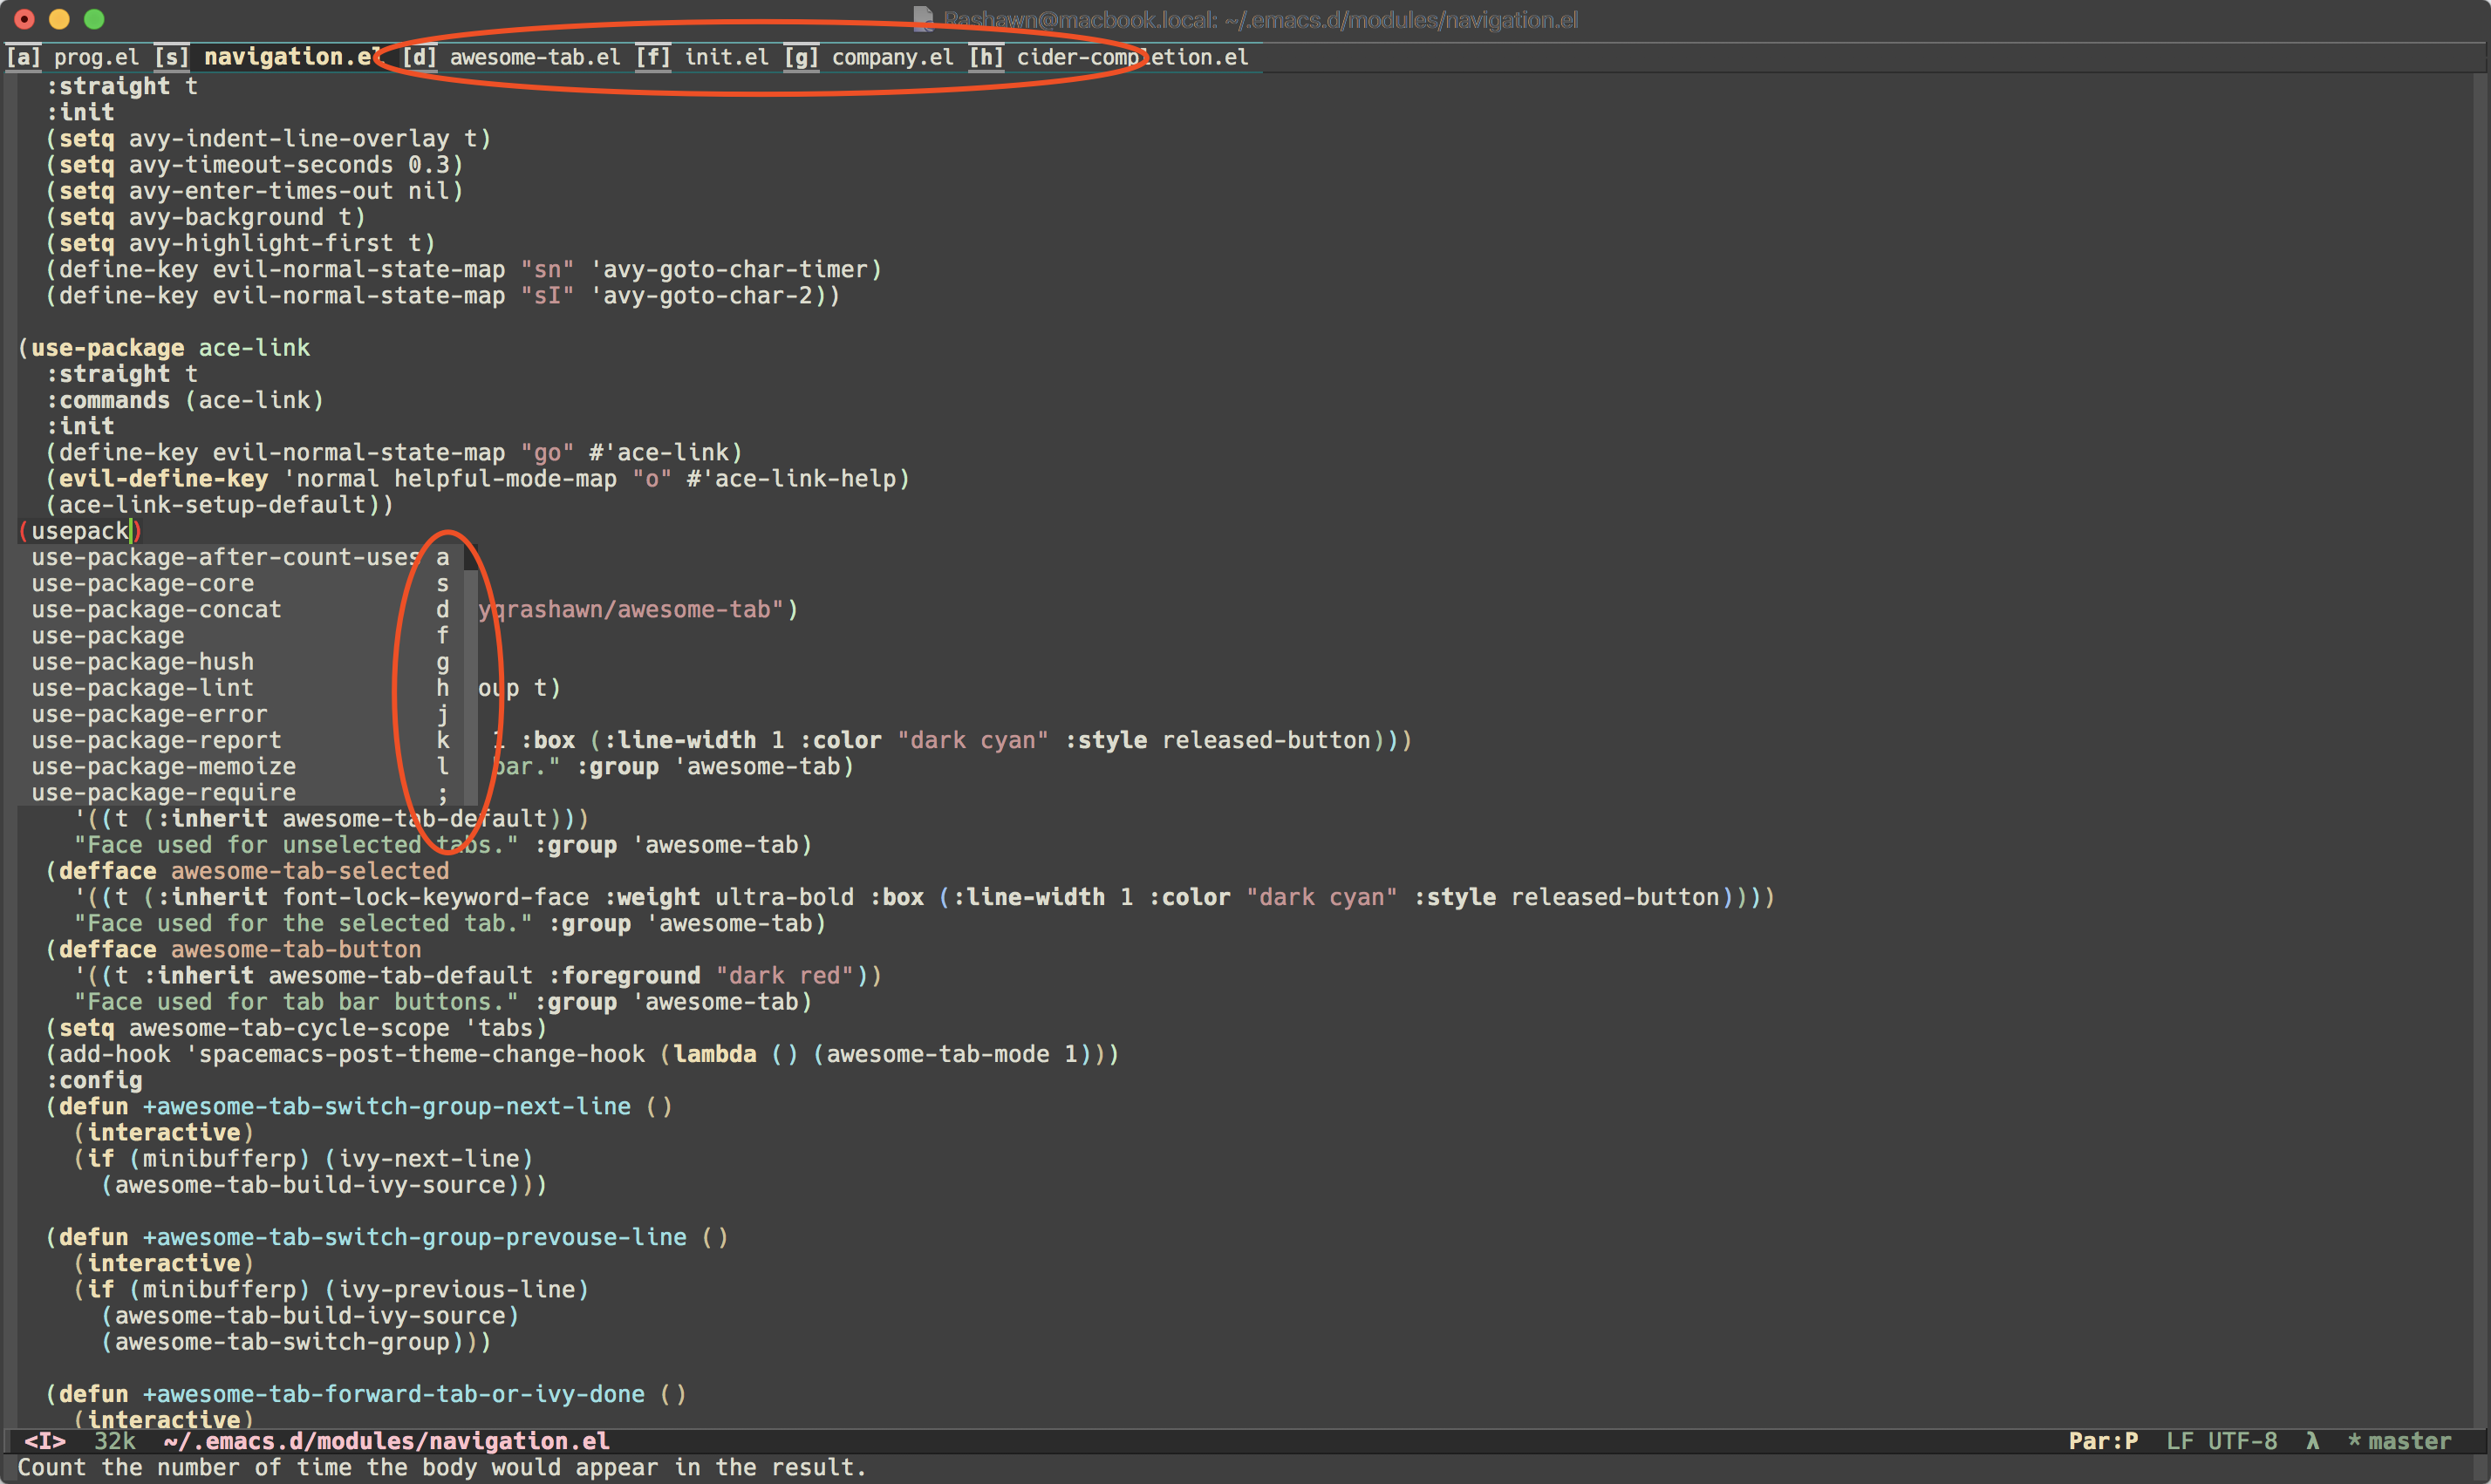 Rashawn@macbook.local: ~/.emacs.d/modules/navigation.el
[a] prog.el [s] navigation.el [d] awesome-tab.el [f] init.el [g] company.el [h] cider-completion.el
:straight t
:init
(setq avy-indent-line-overlay t)
(setq avy-timeout-seconds 0.3)
(setq avy-enter-times-out nil)
(setq avy-background t)
(setq avy-highlight-first t)
(define-key evil-normal-state-map "sn" 'avy-goto-char-timer)
(define-key evil-normal-state-map "sI" 'avy-goto-char-2))
(use-package ace-link
:straight t
:commands (ace-link)
:init
(define-key evil-normal-state-map "go" #'ace-link)
(evil-define-key 'normal helpful-mode-map "o" #'ace-link-help)
(ace-link-setup-default))
(usepack)
use-package-after-count-uses a
use-package-core s
use-package-concat d yqrashawn/awesome-tab")
use-package f
use-package-hush g
use-package-lint h oup t)
use-package-error j
use-package-report k 1 :box (:line-width 1 :color "dark cyan" :style released-button)))
use-package-memoize l bar." :group 'awesome-tab)
use-package-require ;
'((t (:inherit awesome-tab-default)))
"Face used for unselected tabs." :group 'awesome-tab)
(defface awesome-tab-selected
'((t (:inherit font-lock-keyword-face :weight ultra-bold :box (:line-width 1 :color "dark cyan" :style released-button))))
"Face used for the selected tab." :group 'awesome-tab)
(defface awesome-tab-button
'((t :inherit awesome-tab-default :foreground "dark red"))
"Face used for tab bar buttons." :group 'awesome-tab)
(setq awesome-tab-cycle-scope 'tabs)
(add-hook 'spacemacs-post-theme-change-hook (lambda () (awesome-tab-mode 1)))
:config
(defun +awesome-tab-switch-group-next-line ()
(interactive)
(if (minibufferp) (ivy-next-line)
(awesome-tab-build-ivy-source)))
(defun +awesome-tab-switch-group-prevouse-line ()
(interactive)
(if (minibufferp) (ivy-previous-line)
(awesome-tab-build-ivy-source)
(awesome-tab-switch-group)))
(defun +awesome-tab-forward-tab-or-ivy-done ()
(interactive)
<I> 32k ~/.emacs.d/modules/navigation.el Par:P LF UTF-8 λ *master
Count the number of time the body would appear in the result.